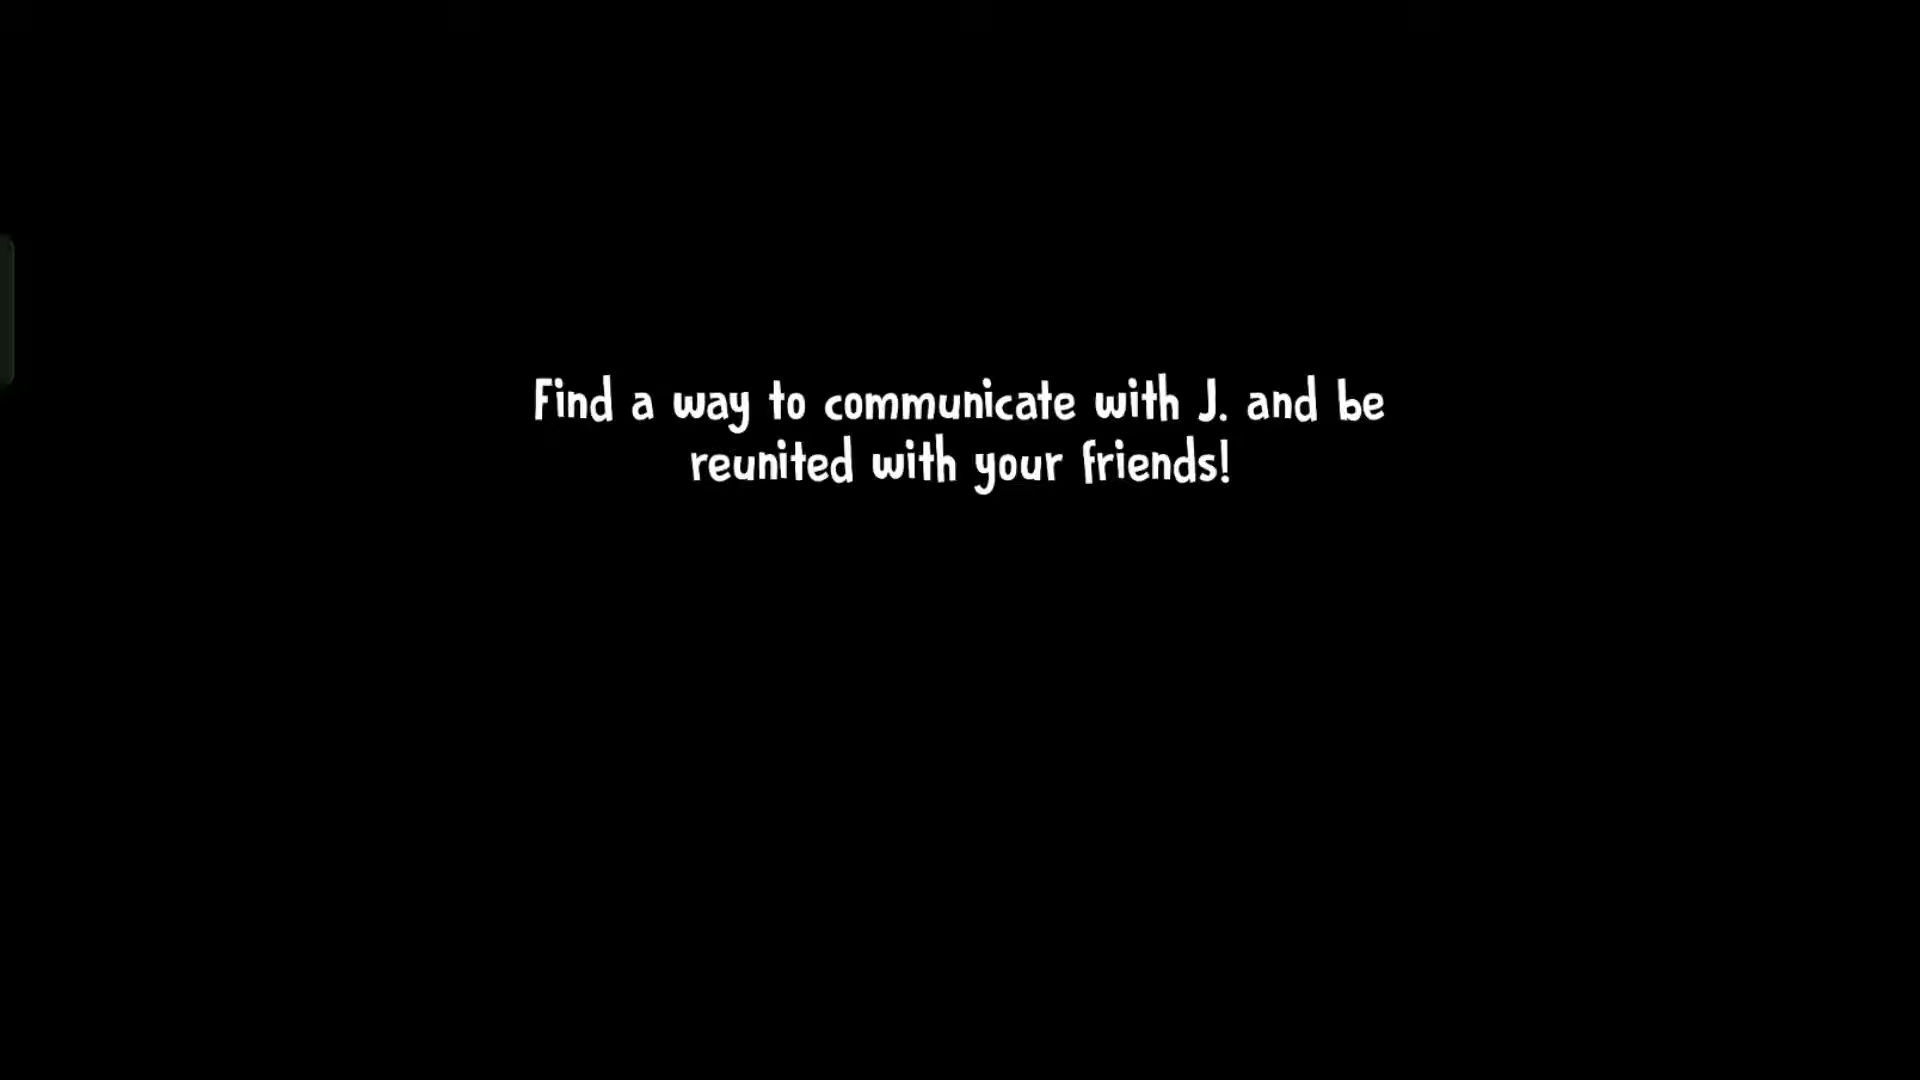 Find a way to communicate with J. and be
reunited with your friends!